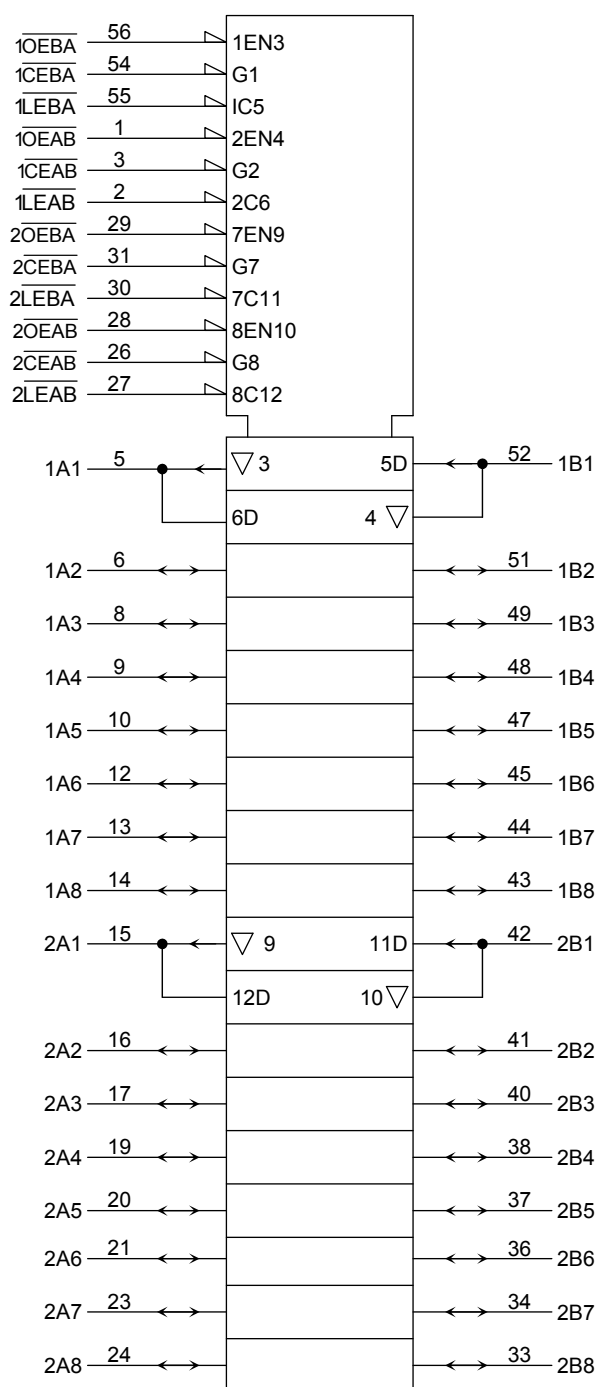 1OEBA 56 1EN3
1CEBA 54 G1
1LEBA 55 IC5
1OEAB 1 2EN4
1CEAB 3 G2
1LEAB 2 2C6
2OEBA 29 7EN9
2CEBA 31 G7
2LEBA 30 7C11
2OEAB 28 8EN10
2CEAB 26 G8
2LEAB 27 8C12
1A1 5 ▽ 3 5D 52 1B1
6D 4 ▽
1A2 6 51 1B2
1A3 8 49 1B3
1A4 9 48 1B4
1A5 10 47 1B5
1A6 12 45 1B6
1A7 13 44 1B7
1A8 14 43 1B8
2A1 15 ▽ 9 11D 42 2B1
12D 10 ▽
2A2 16 41 2B2
2A3 17 40 2B3
2A4 19 38 2B4
2A5 20 37 2B5
2A6 21 36 2B6
2A7 23 34 2B7
2A8 24 33 2B8